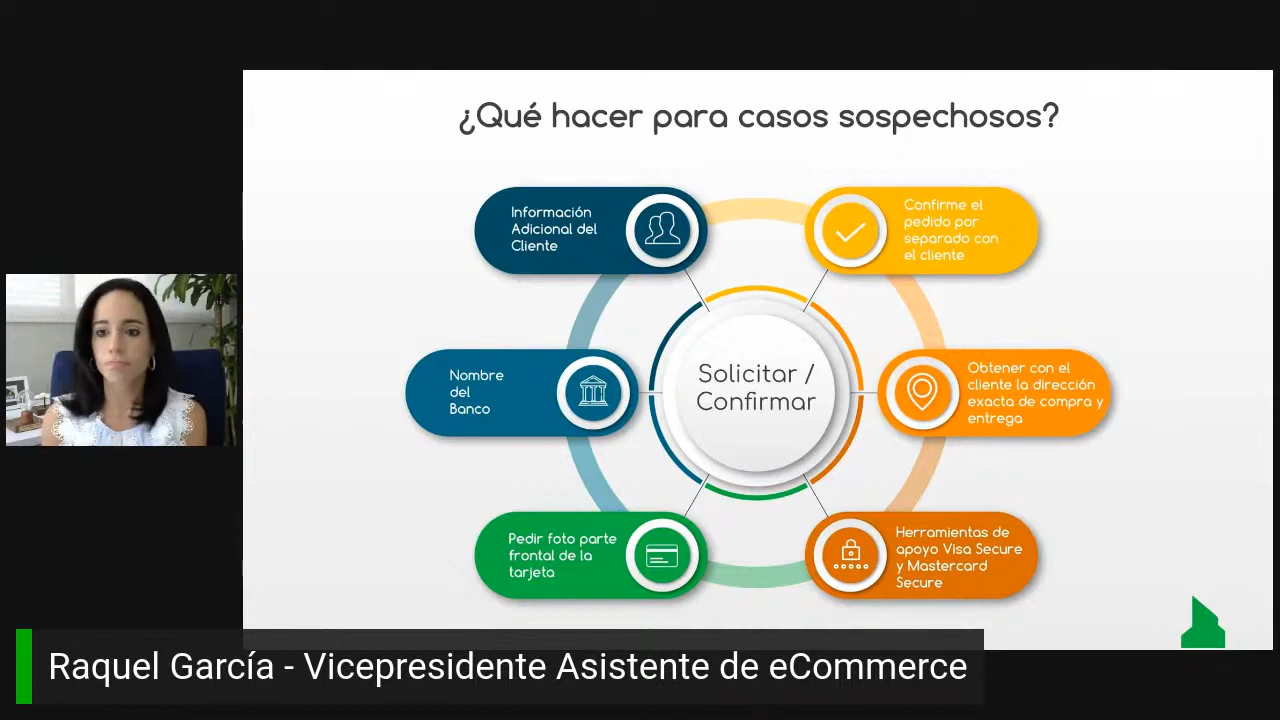 ¿Qué hacer para casos sospechosos?
Información
Adicional del
Cliente
Confirme el
pedido por
separado con
el cliente
Nombre
del
Banco
Solicitar /
Confirmar
Obtener con el
cliente la dirección
exacta de compra y
entrega
Pedir foto parte
frontal de la
tarjeta
Herramientas de
apoyo Visa Secure
y Mastercard
Secure
Raquel García - Vicepresidente Asistente de eCommerce